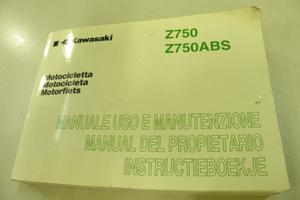 Kawasaki
Z750
Z750ABS
Motocicletta
Motocicleta
Motorfiets
MANUALE USO E MANUTENZIONE
MANUAL DEL PROPIETARIO
INSTRUCTIEBOEKJE